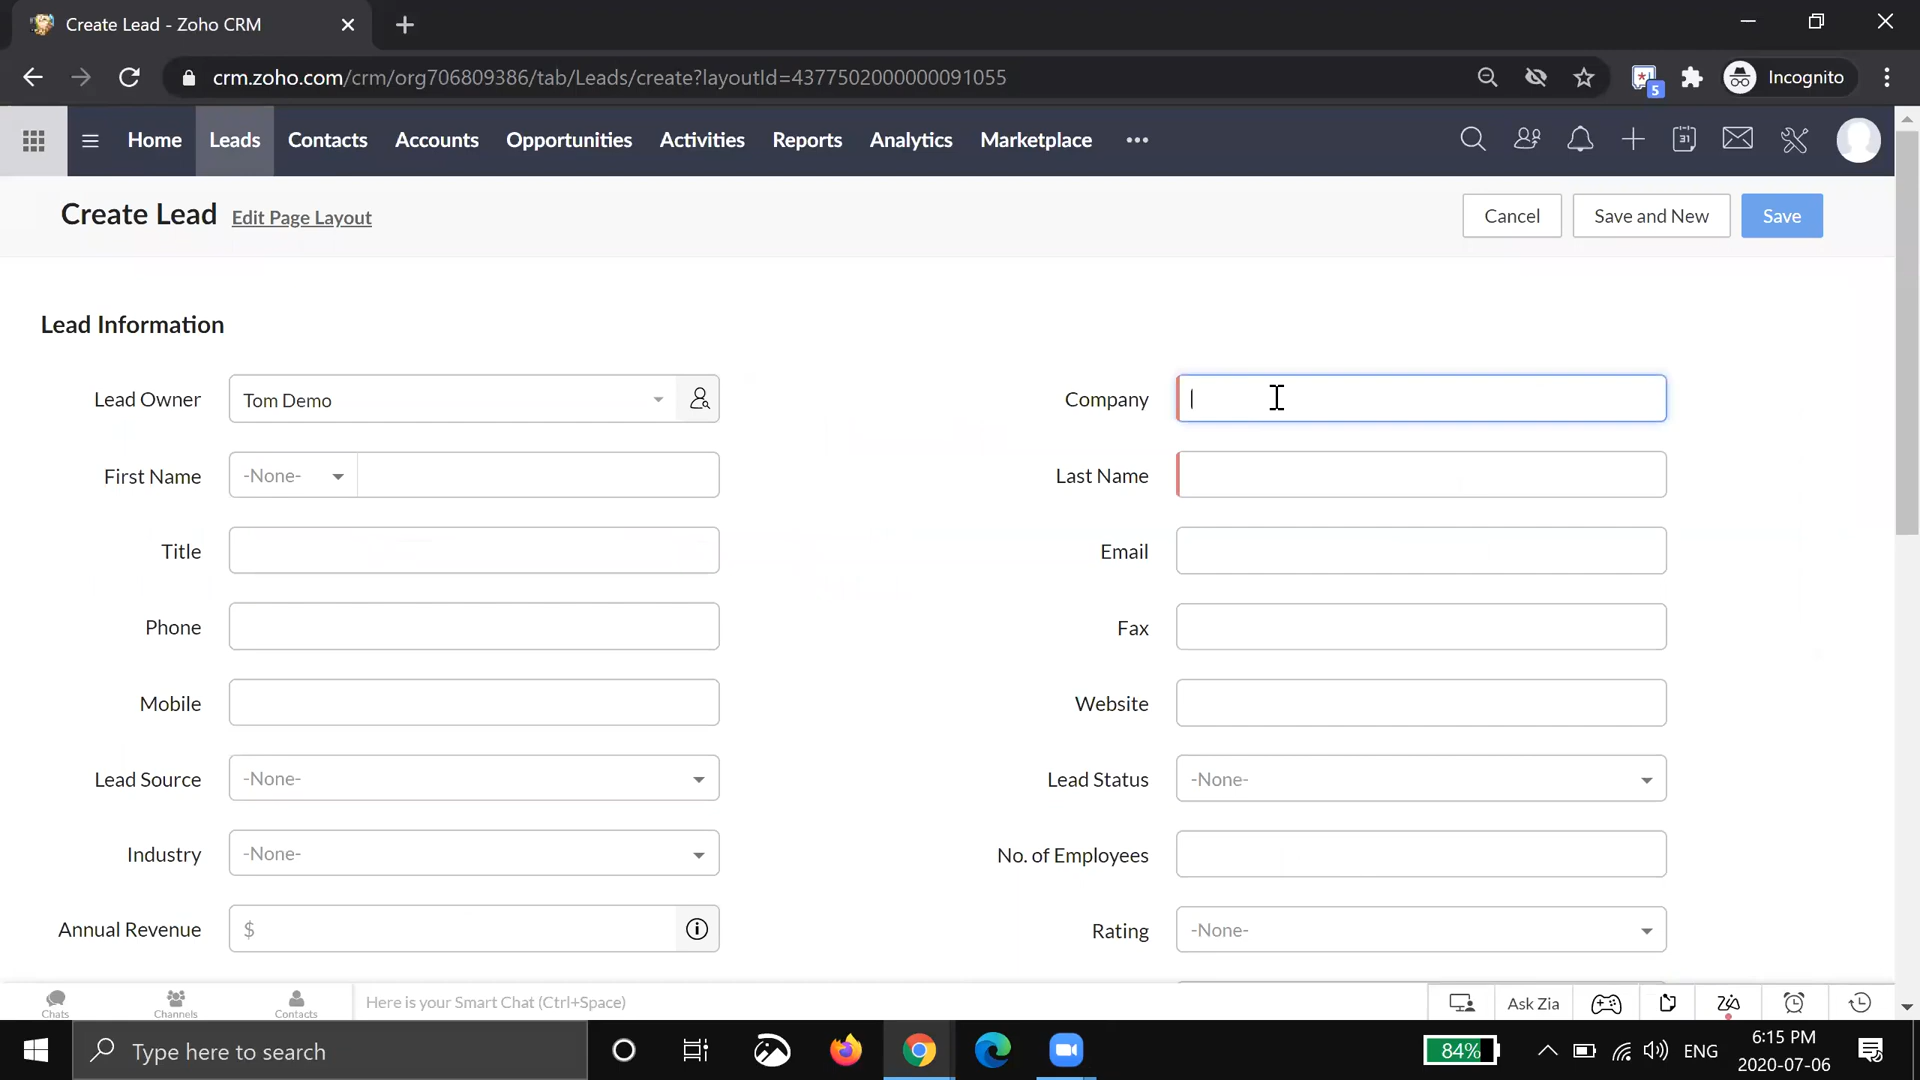 Create Lead - Zoho CRM
crm.zoho.com/crm/org706809386/tab/Leads/create?layoutId=4377502000000091055
5
Incognito
Home Leads Contacts Accounts Opportunities Activities Reports Analytics Marketplace
31
Create Lead Edit Page Layout
Cancel Save and New Save
Lead Information
Lead Owner Tom Demo
Company
First Name -None-
Last Name
Title
Email
Phone
Fax
Mobile
Website
Lead Source -None-
Lead Status -None-
Industry -None-
No. of Employees
Annual Revenue $
Rating -None-
Chats Channels Contacts
Here is your Smart Chat (Ctrl+Space)
Ask Zia
Type here to search
84%
ENG
6:15 PM
2020-07-06